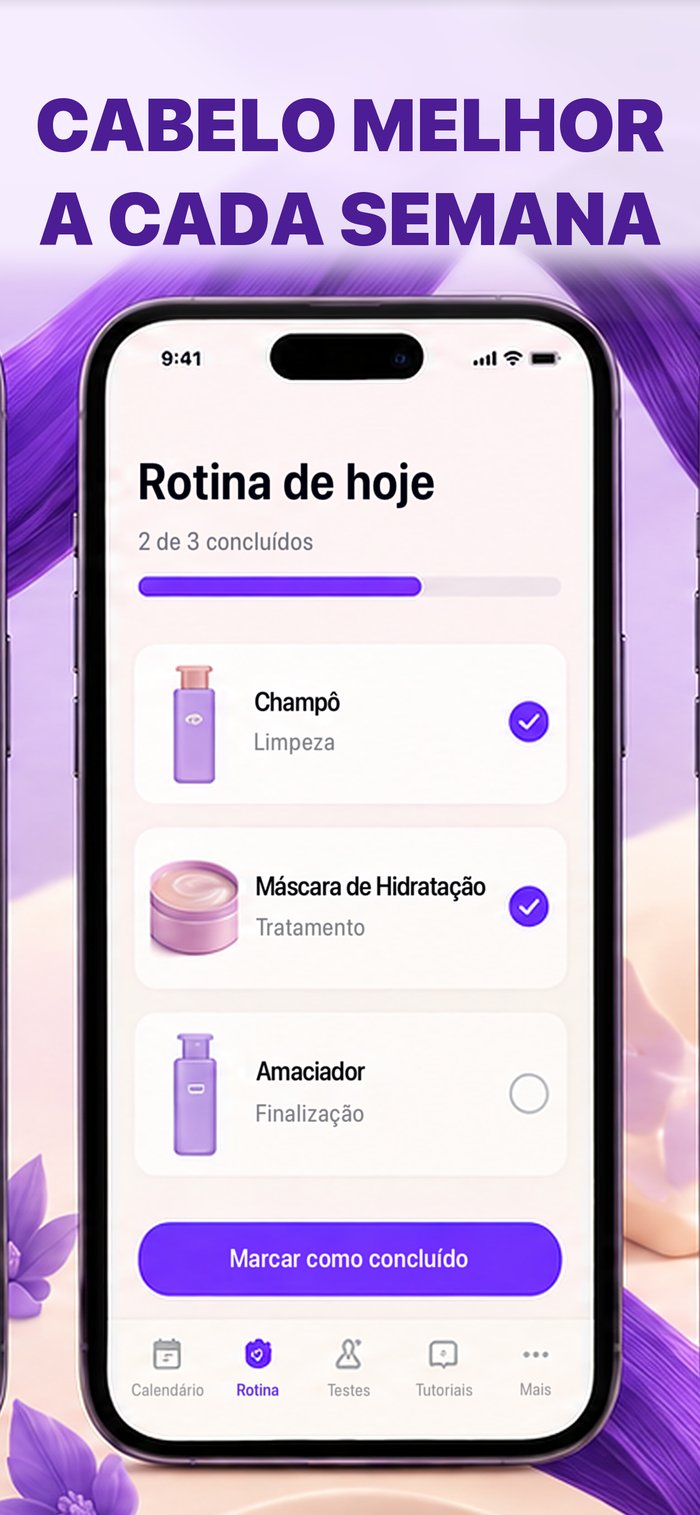 CABELO MELHOR
A CADA SEMANA
9:41
Rotina de hoje
2 de 3 concluídos
Champô
Limpeza
Máscara de Hidratação
Tratamento
Amaciador
Finalização
Marcar como concluído
Calendário
Rotina
Testes
Tutoriais
Mais